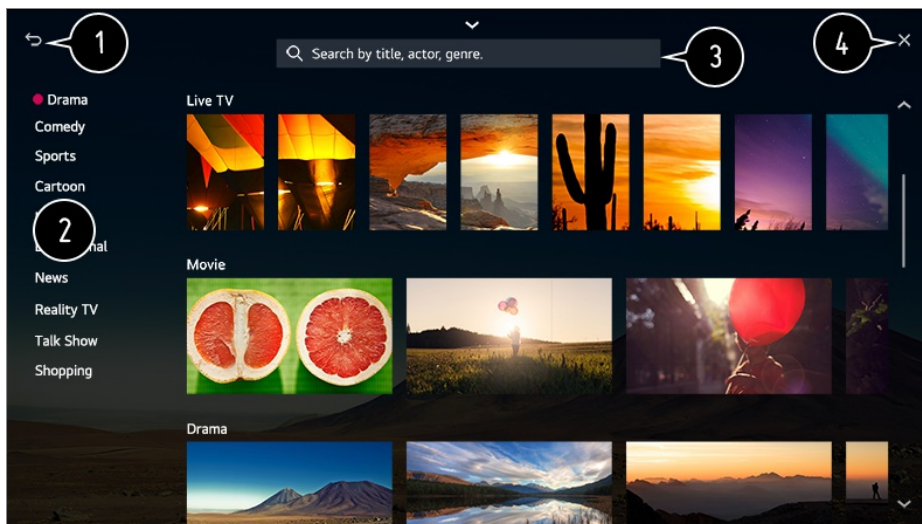 1
4
Search by title, actor, genre.
3
Drama
Live TV
Comedy
Sports
Cartoon
2
News
Movie
Reality TV
Talk Show
Shopping
Drama